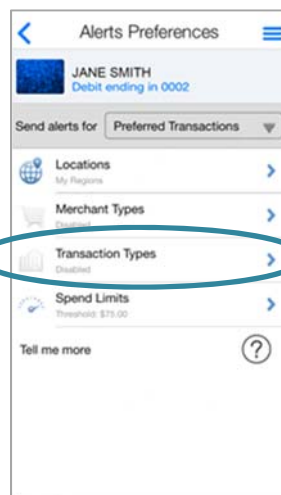 Alerts Preferences
JANE SMITH
Debit ending in 0002
Send alerts for Preferred Transactions
Locations
My Regions
Merchant Types
Disabled
Transaction Types
Disabled
Spend Limits
Threshold: $75.00
Tell me more ?